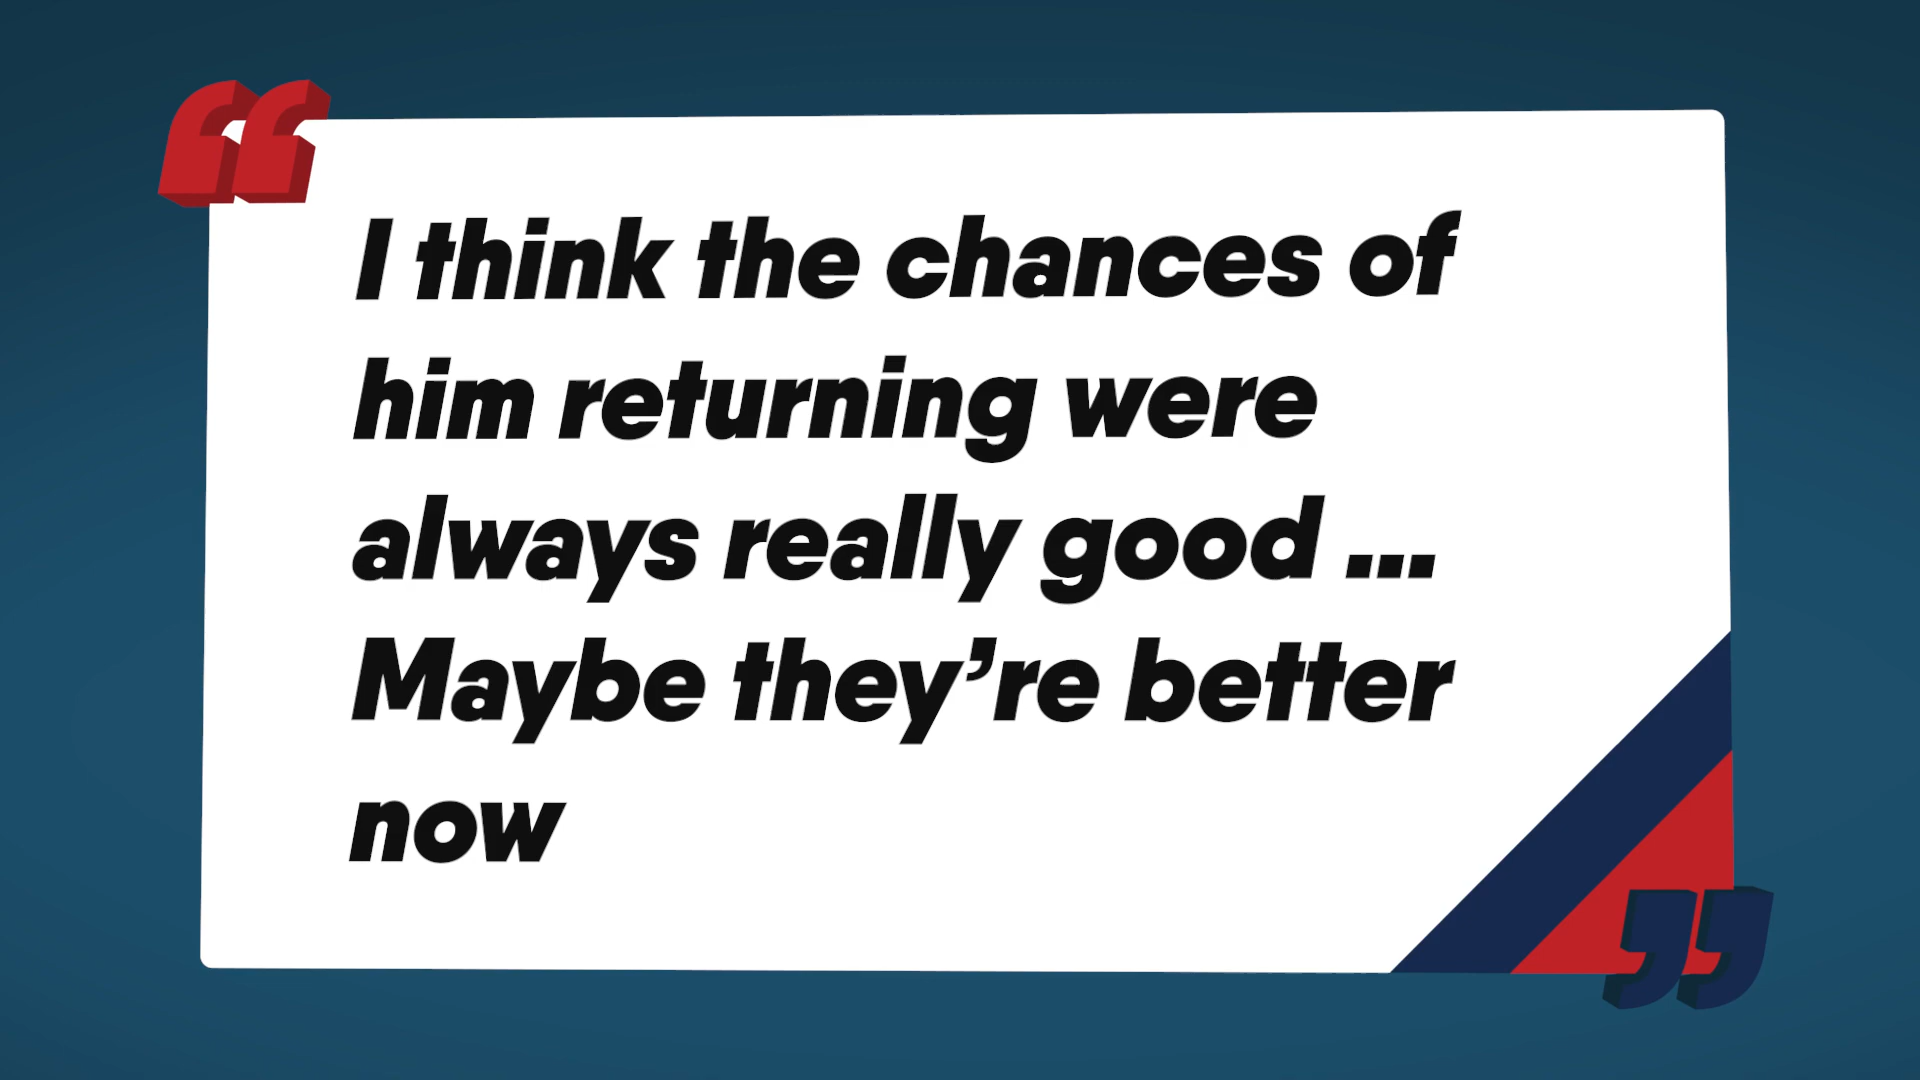 I think the chances of
him returning were
always really good ...
Maybe they’re better
now